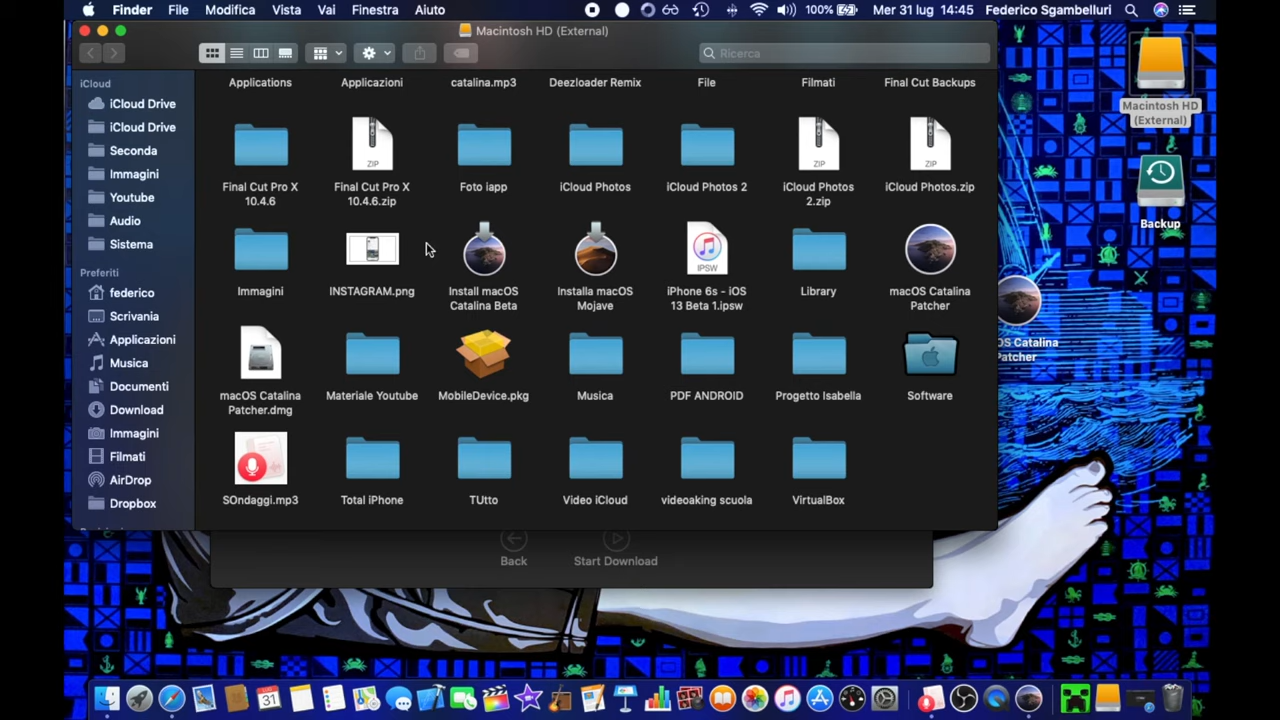 Finder File Modifica Vista Vai Finestra Aiuto 100% Mer 31 lug 14:45 Federico Sgambelluri
Macintosh HD (External)
Ricerca
iCloud
iCloud Drive
iCloud Drive
Seconda
Immagini
Youtube
Audio
Sistema
Preferiti
federico
Scrivania
Applicazioni
Musica
Documenti
Download
Immagini
Filmati
AirDrop
Dropbox
Applications Applicazioni catalina.mp3 Deezloader Remix File Filmati Final Cut Backups
ZIP ZIP ZIP
Final Cut Pro X Final Cut Pro X Foto iapp iCloud Photos iCloud Photos 2 iCloud Photos iCloud Photos.zip
10.4.6 10.4.6.zip 2.zip
IPSW
Immagini INSTAGRAM.png Install macOS Installa macOS iPhone 6s - iOS Library macOS Catalina
Catalina Beta Mojave 13 Beta 1.ipsw Patcher
macOS Catalina Materiale Youtube MobileDevice.pkg Musica PDF ANDROID Progetto Isabella Software
Patcher.dmg
SOndaggi.mp3 Total iPhone TUtto Video iCloud videoaking scuola VirtualBox
Back Start Download
Macintosh HD
(External)
Backup
OS Catalina
Patcher
31